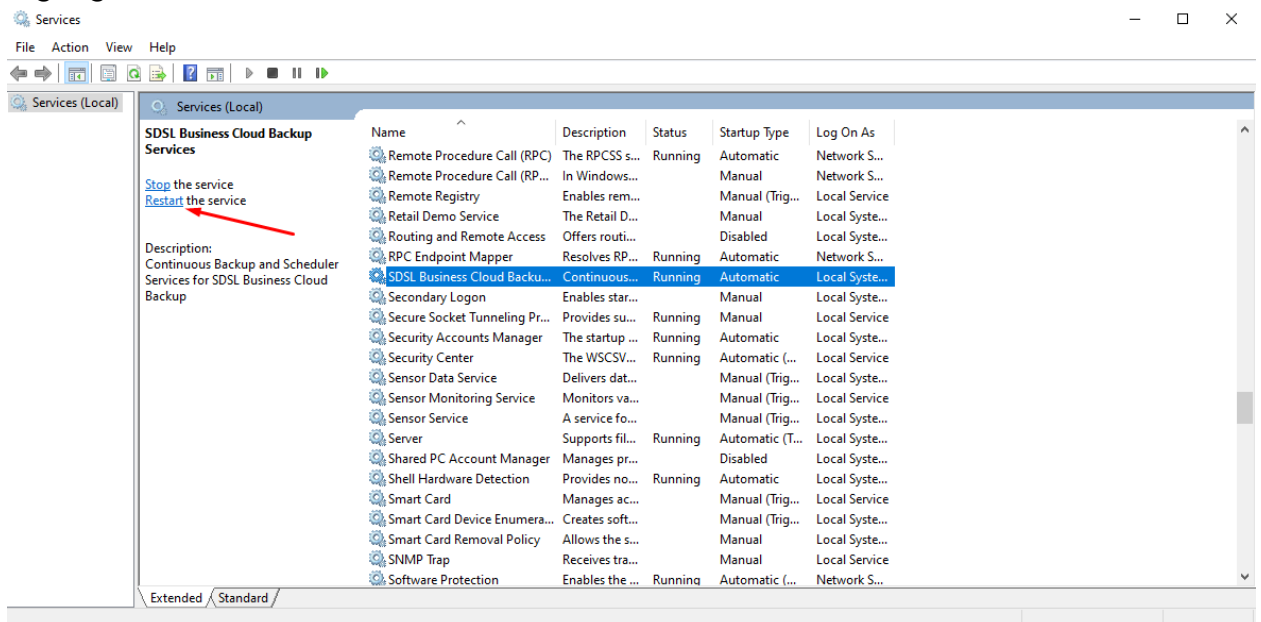 Services
File Action View Help
Services (Local)
Services (Local)
SDSL Business Cloud Backup
Services
Stop the service
Restart the service
Description:
Continuous Backup and Scheduler
Services for SDSL Business Cloud
Backup
Name Description Status Startup Type Log On As
Remote Procedure Call (RPC) The RPCSS s... Running Automatic Network S...
Remote Procedure Call (RP... In Windows... Manual Network S...
Remote Registry Enables rem... Manual (Trig... Local Service
Retail Demo Service The Retail D... Manual Local Syste...
Routing and Remote Access Offers routi... Disabled Local Syste...
RPC Endpoint Mapper Resolves RP... Running Automatic Network S...
SDSL Business Cloud Backu... Continuous... Running Automatic Local Syste...
Secondary Logon Enables star... Manual Local Syste...
Secure Socket Tunneling Pr... Provides su... Running Manual Local Service
Security Accounts Manager The startup ... Running Automatic Local Syste...
Security Center The WSCSV... Running Automatic (... Local Service
Sensor Data Service Delivers dat... Manual (Trig... Local Syste...
Sensor Monitoring Service Monitors va... Manual (Trig... Local Service
Sensor Service A service fo... Manual (Trig... Local Syste...
Server Supports fil... Running Automatic (T... Local Syste...
Shared PC Account Manager Manages pr... Disabled Local Syste...
Shell Hardware Detection Provides no... Running Automatic Local Syste...
Smart Card Manages ac... Manual (Trig... Local Service
Smart Card Device Enumera... Creates soft... Manual (Trig... Local Syste...
Smart Card Removal Policy Allows the s... Manual Local Syste...
SNMP Trap Receives tra... Manual Local Service
Software Protection Enables the ... Running Automatic (... Network S...
Extended Standard